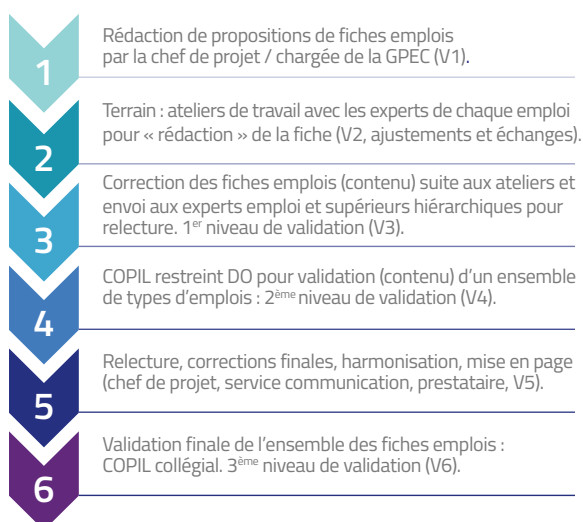 1
Rédaction de propositions de fiches emplois
par la chef de projet / chargée de la GPEC (V1).
2
Terrain : ateliers de travail avec les experts de chaque emploi
pour « rédaction » de la fiche (V2, ajustements et échanges).
3
Correction des fiches emplois (contenu) suite aux ateliers et
envoi aux experts emploi et supérieurs hiérarchiques pour
relecture. 1er niveau de validation (V3).
4
COPIL restreint DO pour validation (contenu) d'un ensemble
de types d'emplois : 2ème niveau de validation (V4).
5
Relecture, corrections finales, harmonisation, mise en page
(chef de projet, service communication, prestataire, V5).
6
Validation finale de l'ensemble des fiches emplois :
COPIL collégial. 3ème niveau de validation (V6).